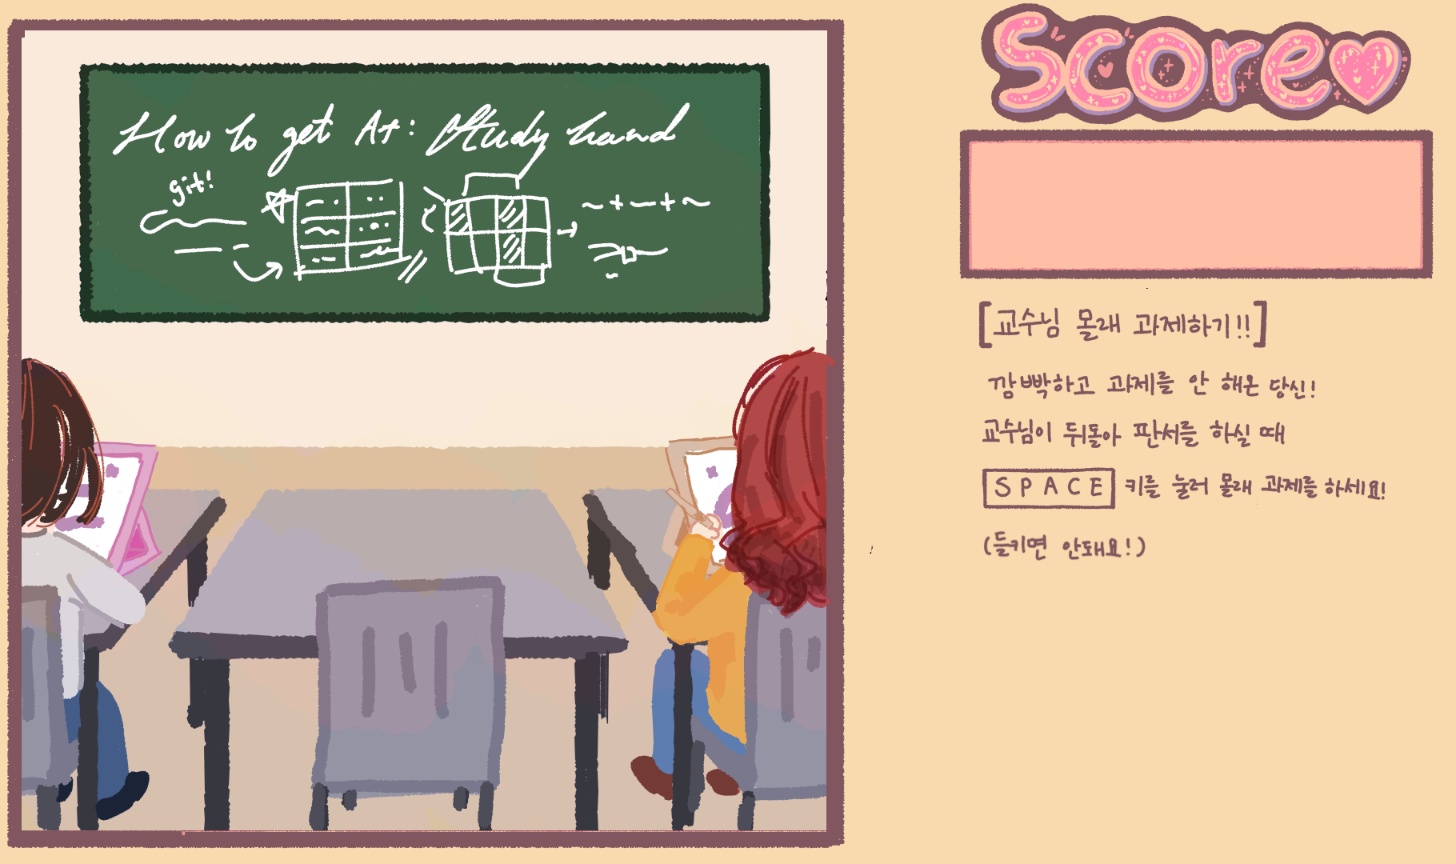 How to get A+: Study hard
git!
Score
[교수님 몰래 과제하기!!]
깜빡하고 과제를 안 해온 당신!
교수님이 뒤돌아 판서를 하실 때
SPACE 키를 눌러 몰래 과제를 하세요!
(들키면 안돼요!)